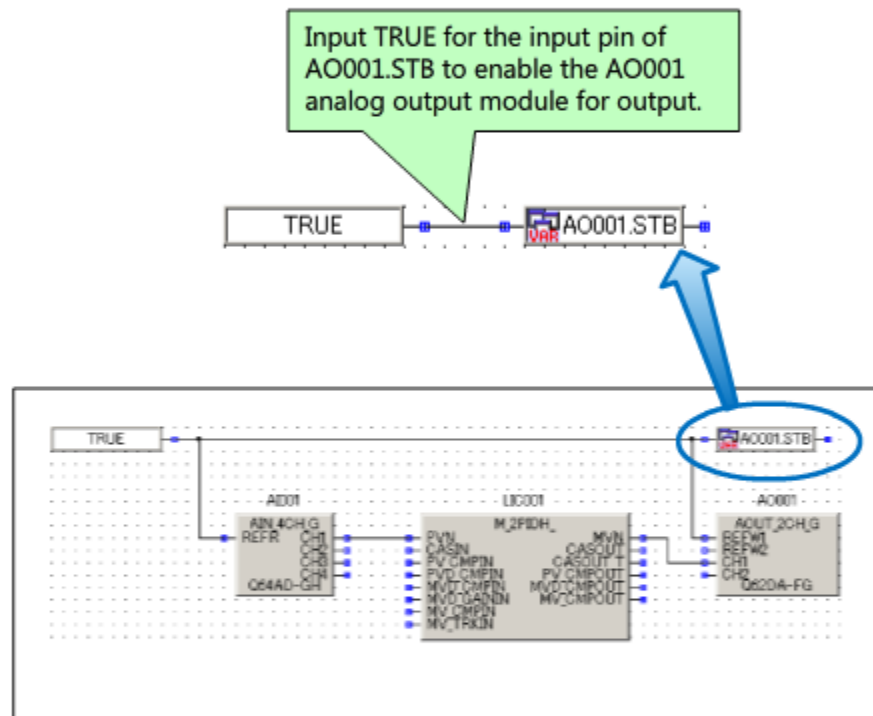 Input TRUE for the input pin of
AO001.STB to enable the AO001
analog output module for output.
TRUE
VAR AO001.STB
TRUE
AO001.STB
AI001
LIC001
AO001
AIN_4CH_G
REFR CH1
CH2
CH3
CH4
Q64AD-GH
M_2PIDH_
PVN MVN
CASIN CASOUT
PV_CMPIN CASOUT_T
PVD_CMPIN PV_CMPOUT
MVD_CMPIN MVD_CMPOUT
MVD_GAININ MV_CMPOUT
MV_CMPIN
MV_TRKIN
AOUT_2CH_G
REFW1
REFW2
CH1
CH2
Q62DA-FG